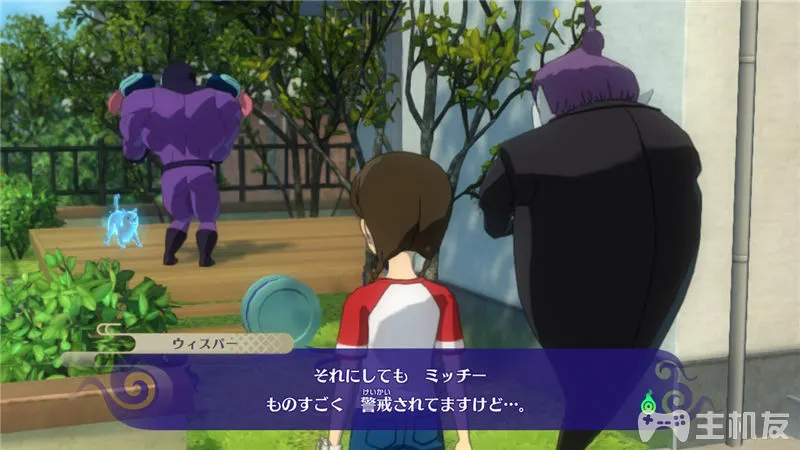 ウィスパー
それにしても ミッチー
けいかい
ものすごく 警戒されてますけど…。
主机友